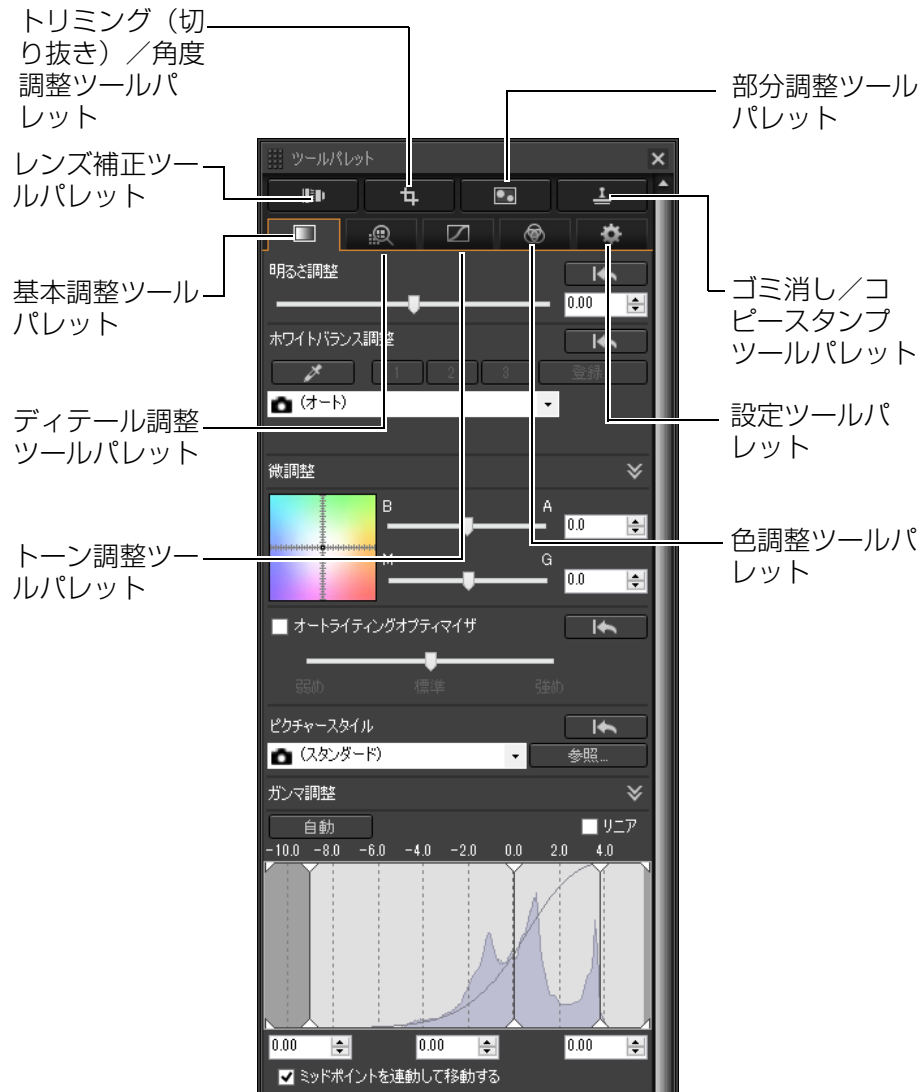 トリミング（切
り抜き）／角度
調整ツールパ
レット
部分調整ツール
パレット
レンズ補正ツー
ルパレット
基本調整ツール
パレット
ゴミ消し／コ
ピースタンプ
ツールパレット
ディテール調整
ツールパレット
設定ツールパ
レット
トーン調整ツー
ルパレット
色調整ツールパ
レット
ツールパレット
明るさ調整
0.00
ホワイトバランス調整
1 2 3 登録
(オート)
微調整
B A 0.0
M G 0.0
オートライティングオプティマイザ
弱め 標準 強め
ピクチャースタイル
(スタンダード) 参照...
ガンマ調整
自動 リニア
-10.0 -8.0 -6.0 -4.0 -2.0 0.0 2.0 4.0
0.00 0.00 0.00
ミッドポイントを連動して移動する